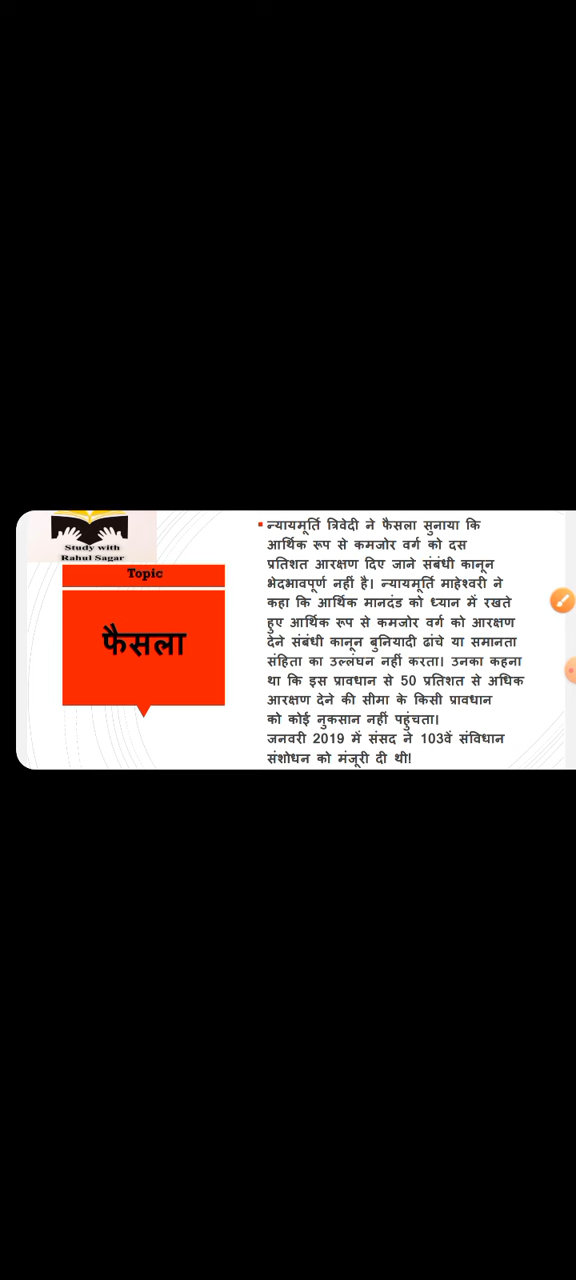 Study with
Rahul Sagar
Topic
फैसला
न्यायमूर्ति त्रिवेदी ने फैसला सुनाया कि
आर्थिक रूप से कमजोर वर्ग को दस
प्रतिशत आरक्षण दिए जाने संबंधी कानून
भेदभावपूर्ण नहीं है। न्यायमूर्ति माहेश्वरी ने
कहा कि आर्थिक मानदंड को ध्यान में रखते
हुए आर्थिक रूप से कमजोर वर्ग को आरक्षण
देने संबंधी कानून बुनियादी ढांचे या समानता
संहिता का उल्लंघन नहीं करता। उनका कहना
था कि इस प्रावधान से 50 प्रतिशत से अधिक
आरक्षण देने की सीमा के किसी प्रावधान
को कोई नुकसान नहीं पहुंचता।
जनवरी 2019 में संसद ने 103वें संविधान
संशोधन को मंजूरी दी थी!